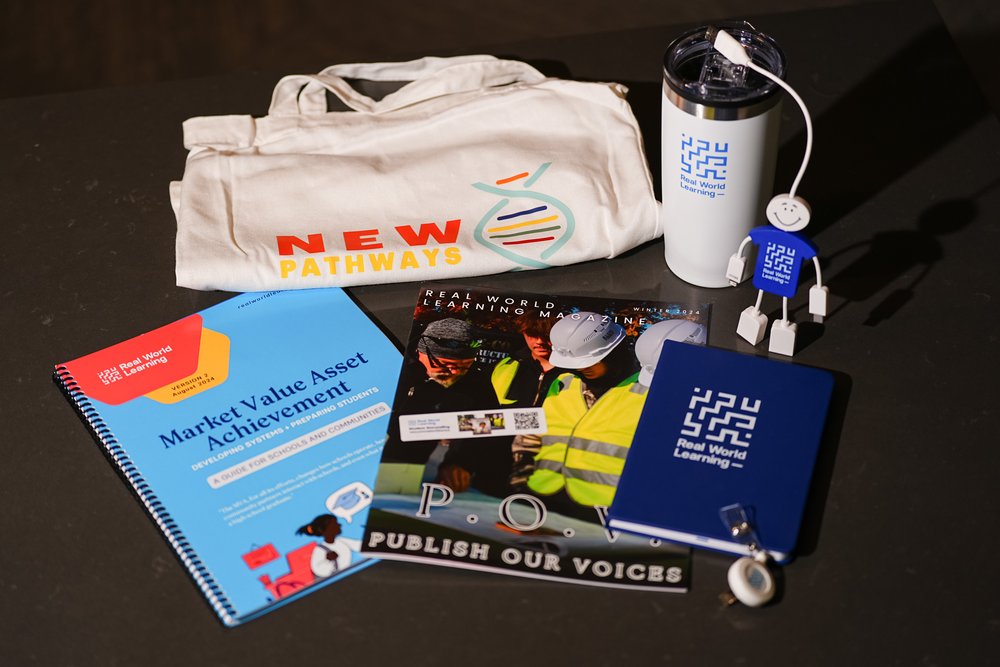 NEW
PATHWAYS
Real World
Learning
REAL WORLD
LEARNING MAGAZINE
WINTER 2024
P.O.V.
PUBLISH OUR VOICES
Real World
Learning
VERSION 2
August 2024
Market Value Asset
Achievement
DEVELOPING SYSTEMS + PREPARING STUDENTS
A GUIDE FOR SCHOOLS AND COMMUNITIES
Real World
Learning
Real World
Learning